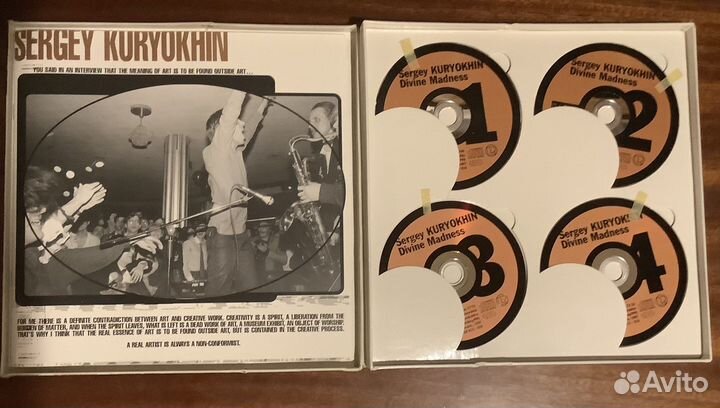 SERGEY KURYOKHIN
YOU SAID IN AN INTERVIEW THAT THE MEANING OF ART IS TO BE FOUND OUTSIDE ART...
FOR ME THERE IS A DEFINITE CONTRADICTION BETWEEN ART AND CREATIVE WORK. CREATIVITY IS A SPIRIT, A LIBERATION FROM THE
BURDEN OF MATTER, AND WHEN THE SPIRIT LEAVES, WHAT IS LEFT IS A DEAD WORK OF ART, A MUSEUM EXHIBIT, AN OBJECT OF WORSHIP.
THAT'S WHY I THINK THAT THE REAL ESSENCE OF ART IS TO BE FOUND OUTSIDE ART, BUT IS CONTAINED IN THE CREATIVE PROCESS.
A REAL ARTIST IS ALWAYS A NON-CONFORMIST.
Sergey KURYOKHIN
Divine Madness
1
Sergey KURYOKHIN
Divine Madness
2
Sergey KURYOKHIN
Divine Madness
3
Sergey KURYOK
Divine Madness
4
Avito